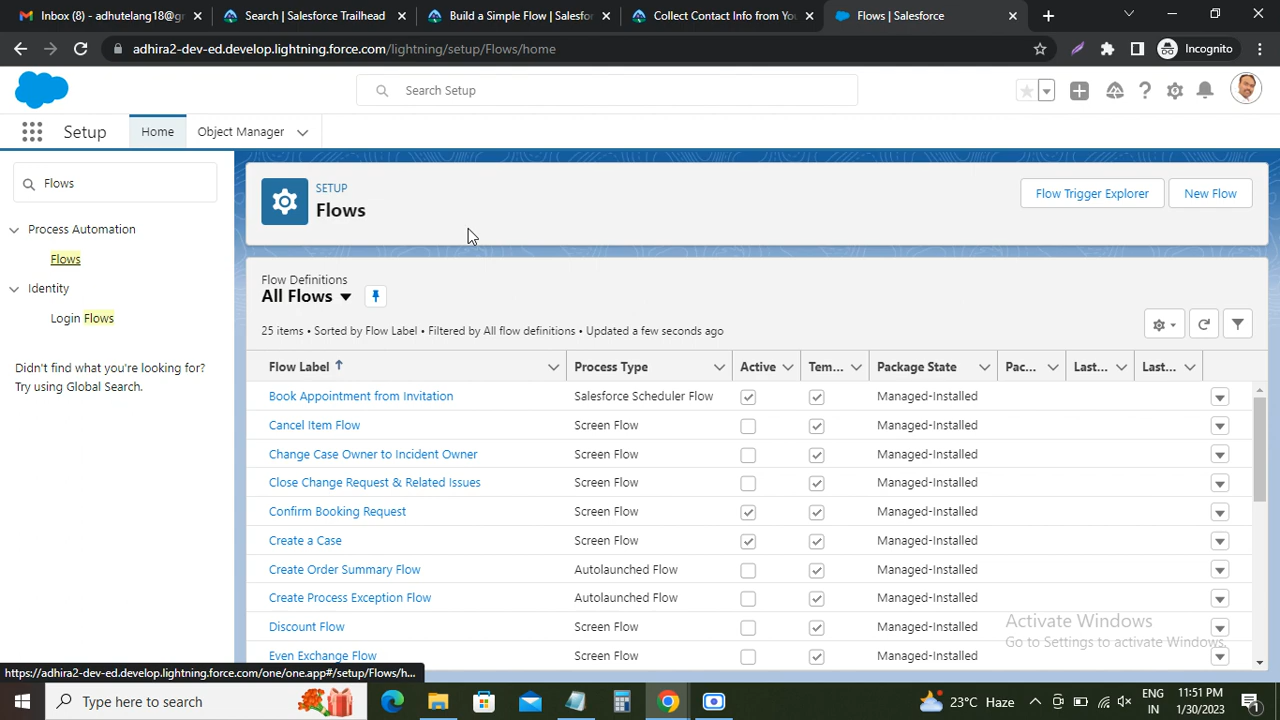 Inbox (8) - adhutelang18@gr
Search | Salesforce Trailhead
Build a Simple Flow | Salesfor
Collect Contact Info from You
Flows | Salesforce
adhira2-dev-ed.develop.lightning.force.com/lightning/setup/Flows/home
Incognito
Search Setup
Setup
Home
Object Manager
Flows
Process Automation
Flows
Identity
Login Flows
Didn't find what you're looking for?
Try using Global Search.
SETUP
Flows
Flow Trigger Explorer
New Flow
Flow Definitions
All Flows
25 items • Sorted by Flow Label • Filtered by All flow definitions • Updated a few seconds ago
Flow Label Process Type Active Tem... Package State Pac... Last... Last...
Book Appointment from Invitation Salesforce Scheduler Flow Managed-Installed
Cancel Item Flow Screen Flow Managed-Installed
Change Case Owner to Incident Owner Screen Flow Managed-Installed
Close Change Request & Related Issues Screen Flow Managed-Installed
Confirm Booking Request Screen Flow Managed-Installed
Create a Case Screen Flow Managed-Installed
Create Order Summary Flow Autolaunched Flow Managed-Installed
Create Process Exception Flow Autolaunched Flow Managed-Installed
Discount Flow Screen Flow Managed-Installed
Even Exchange Flow Screen Flow Managed-Installed
Activate Windows
Go to Settings to activate Windows.
https://adhira2-dev-ed.develop.lightning.force.com/one/one.app#/setup/Flows/h...
Type here to search
23°C Haze
ENG
IN
11:51 PM
1/30/2023
1